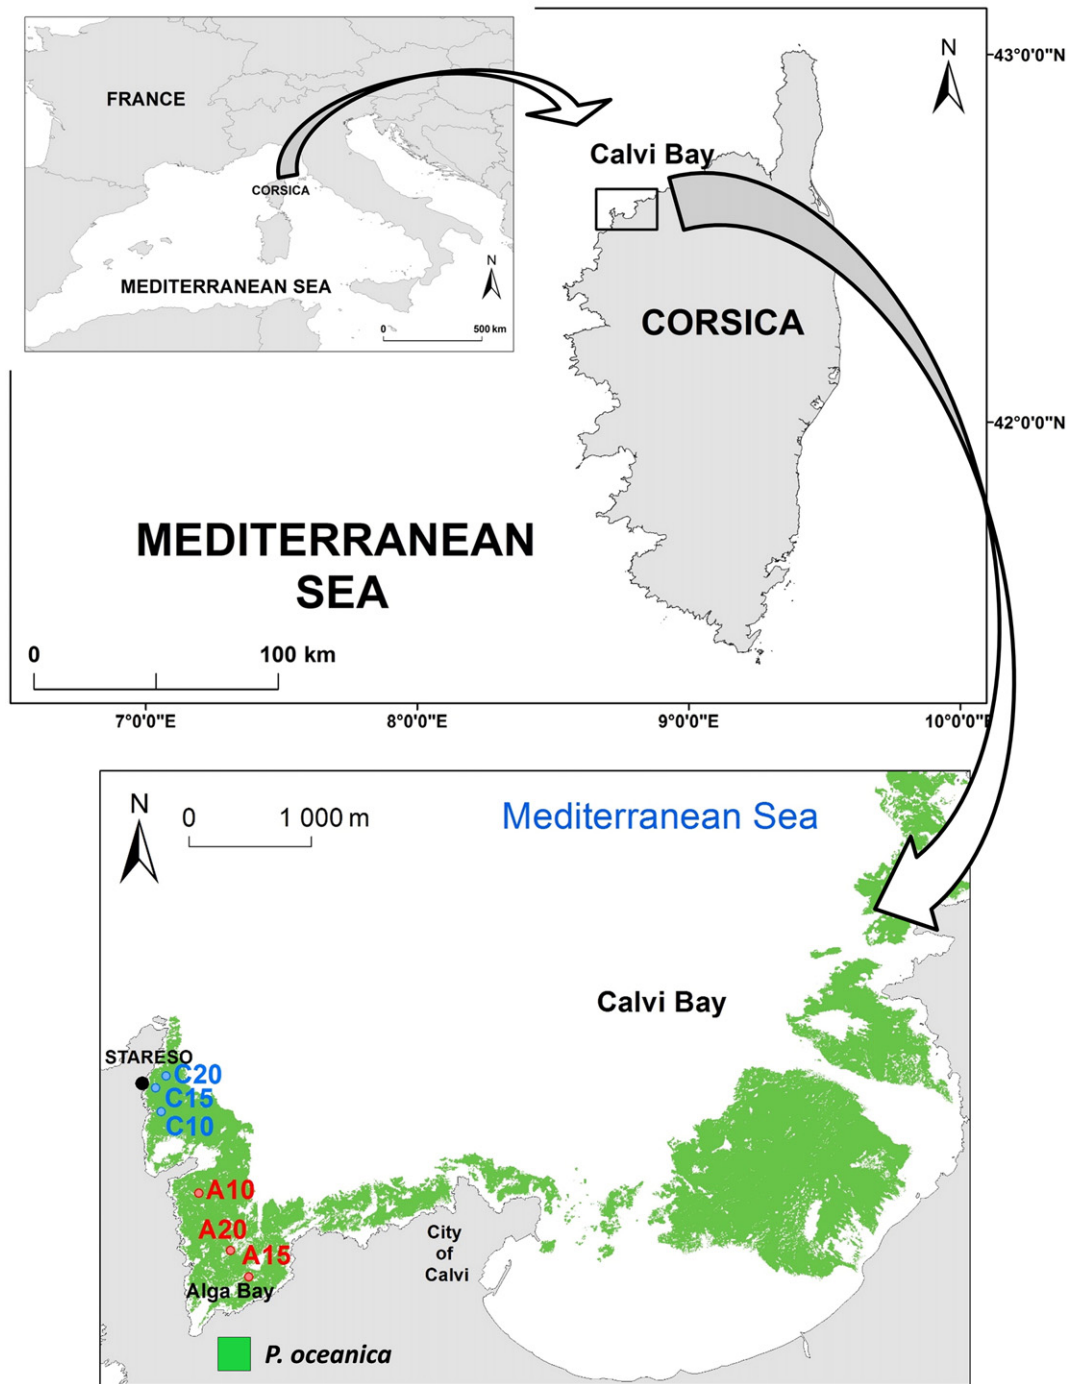 FRANCE
CORSICA
MEDITERRANEAN SEA
N
0 500 km
N
43°0'0"N
Calvi Bay
CORSICA
42°0'0"N
MEDITERRANEAN
SEA
0 100 km
7°0'0"E 8°0'0"E 9°0'0"E 10°0'0"E
N
0 1 000 m
Mediterranean Sea
Calvi Bay
STARESO
C20
C15
C10
A10
A20
A15
Alga Bay
City
of
Calvi
P. oceanica